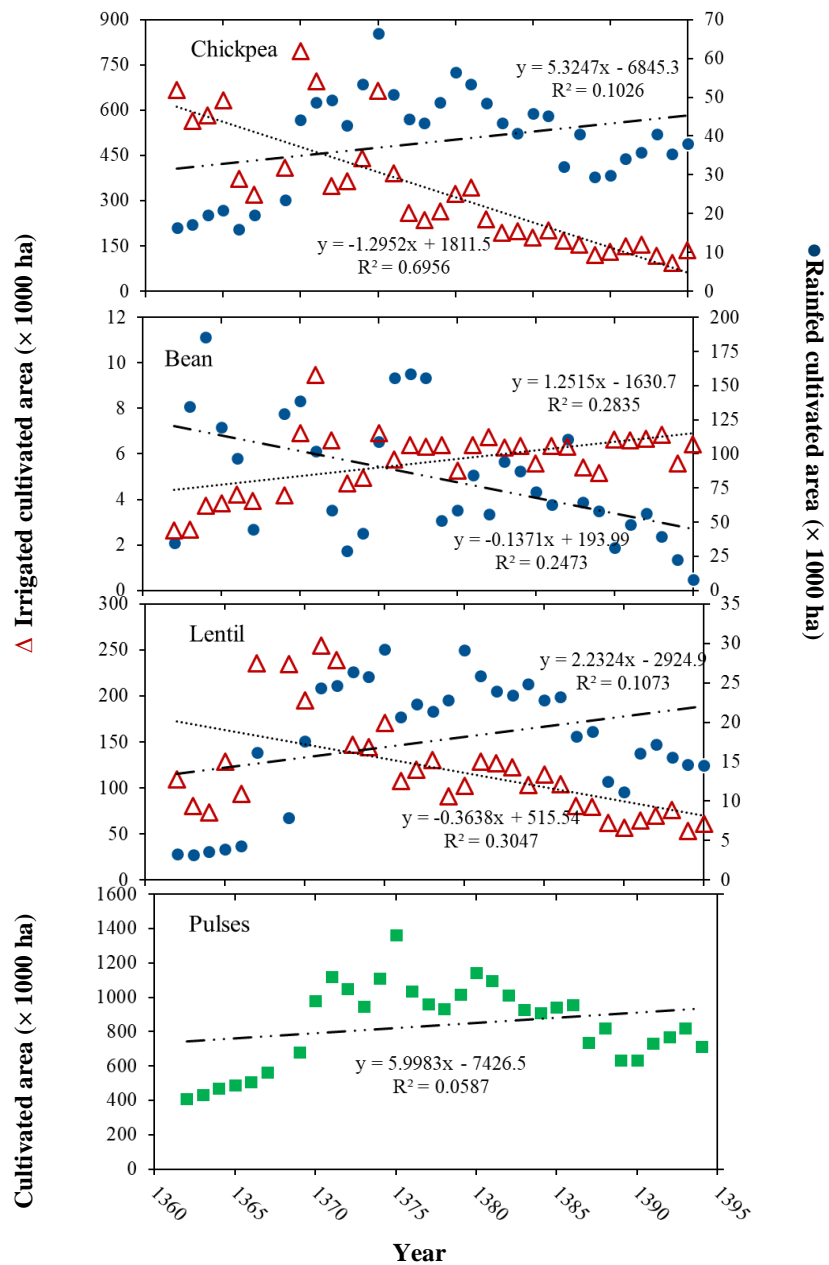 Chickpea
900
750
600
450
300
150
0
70
60
50
40
30
20
10
0
y = 5.3247x - 6845.3
R² = 0.1026
y = -1.2952x + 1811.5
R² = 0.6956
Bean
12
10
8
6
4
2
0
200
175
150
125
100
75
50
25
0
y = 1.2515x - 1630.7
R² = 0.2835
y = -0.1371x + 193.99
R² = 0.2473
Lentil
300
250
200
150
100
50
0
35
30
25
20
15
10
5
0
y = 2.2324x - 2924.9
R² = 0.1073
y = -0.3638x + 515.54
R² = 0.3047
Pulses
1600
1400
1200
1000
800
600
400
200
0
y = 5.9983x - 7426.5
R² = 0.0587
1360
1365
1370
1375
1380
1385
1390
1395
Year
Δ Irrigated cultivated area (× 1000 ha)
Cultivated area (× 1000 ha)
●Rainfed cultivated area (× 1000 ha)